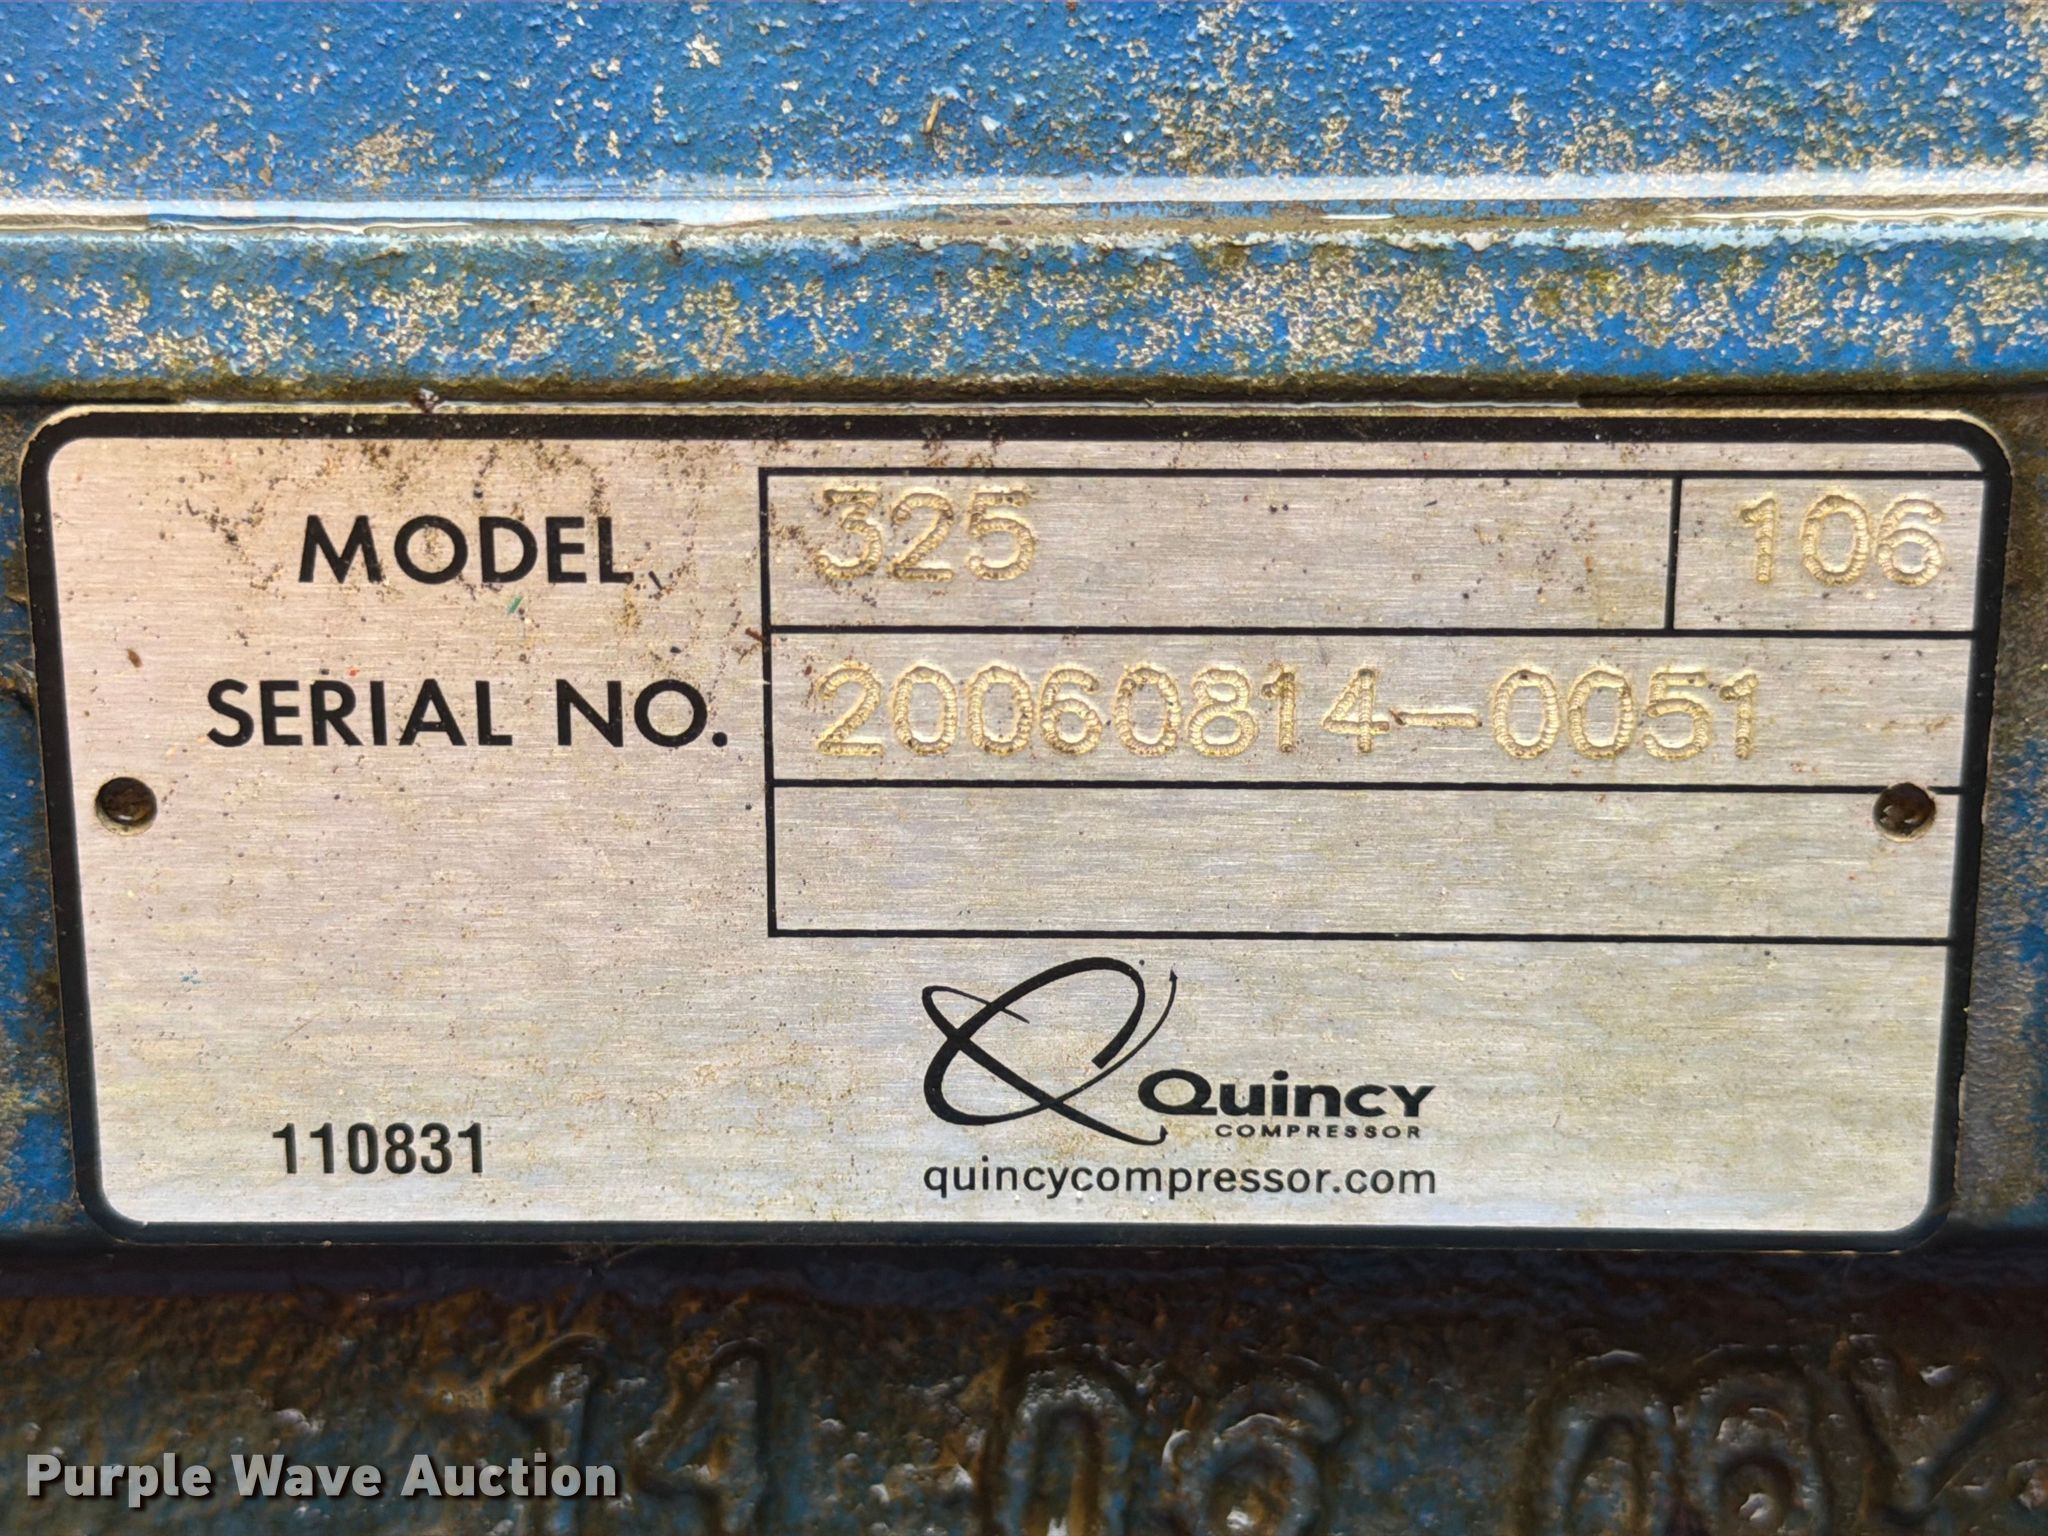 MODEL 325 106
SERIAL NO. 20060814-0051
Quincy
COMPRESSOR
110831
quincycompressor.com
Purple Wave Auction